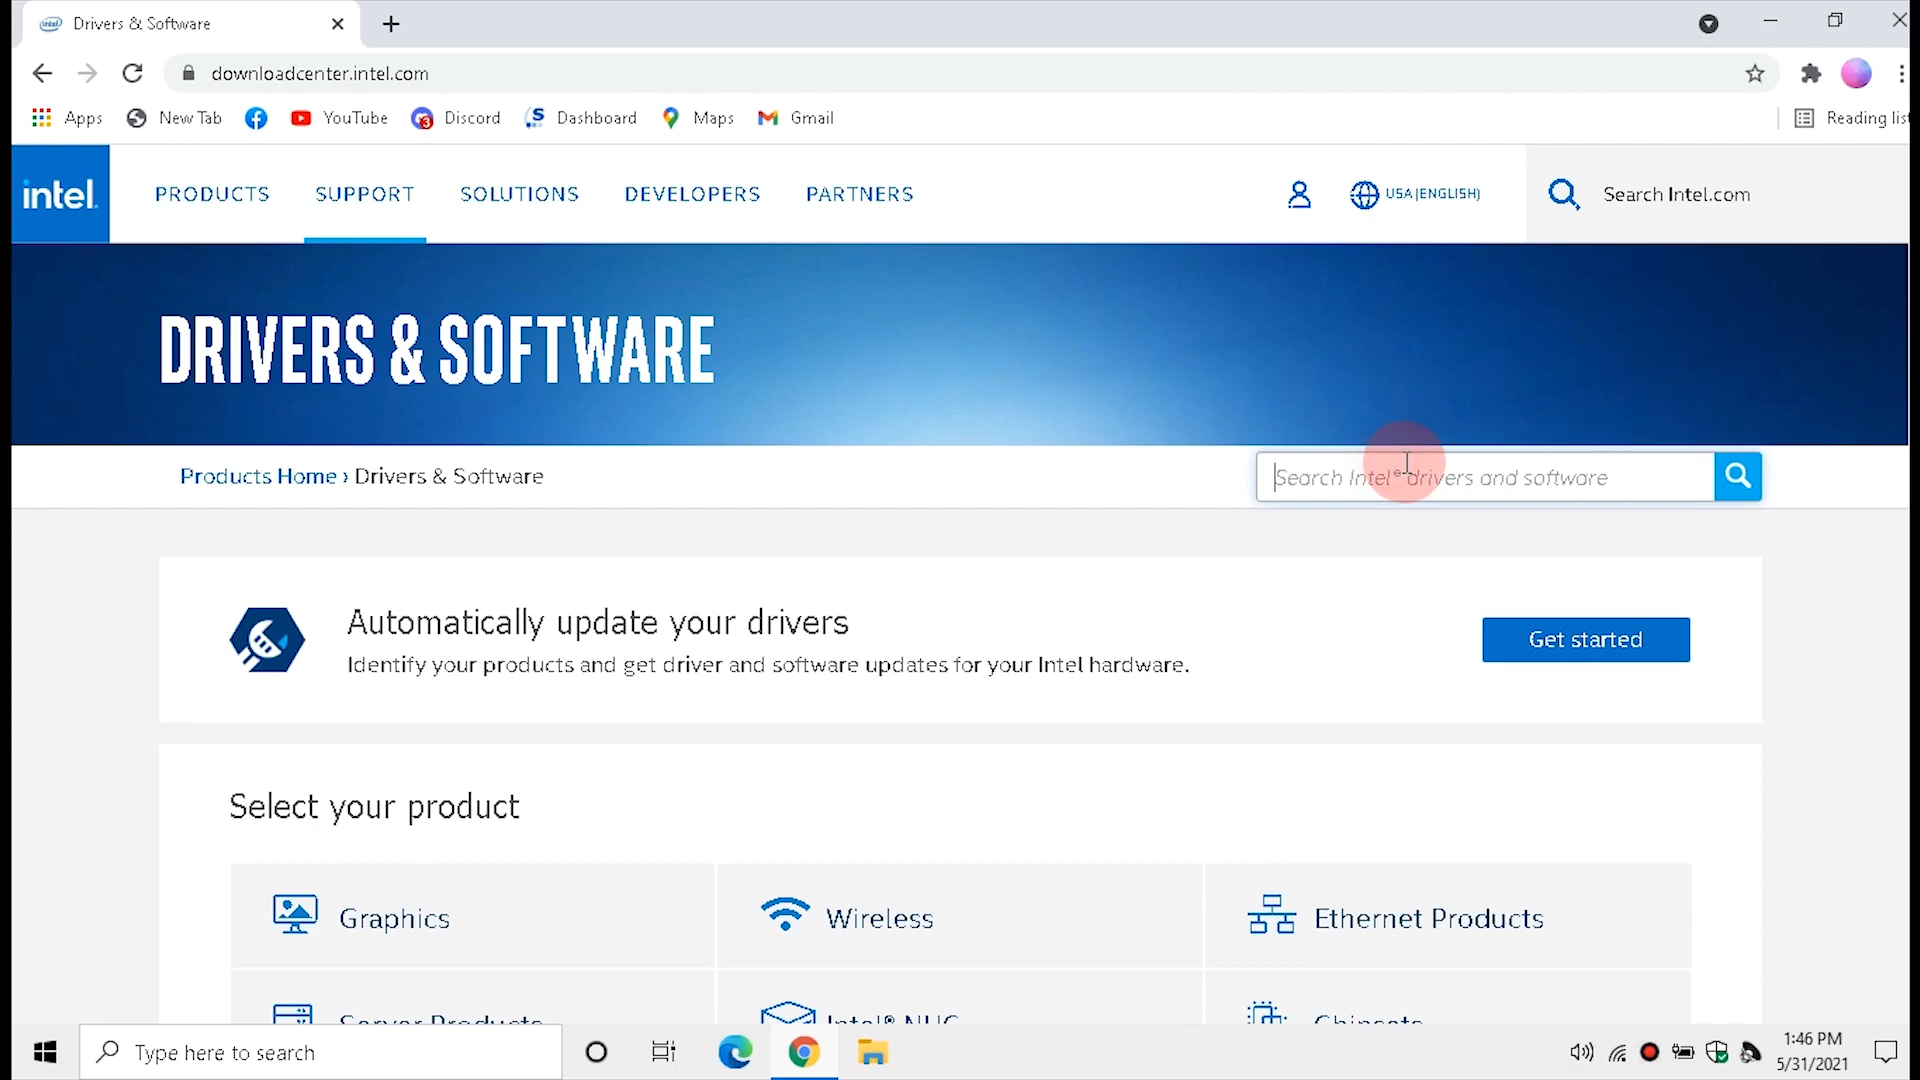 Drivers & Software
downloadcenter.intel.com
Apps
New Tab
YouTube
3
Discord
S
Dashboard
Maps
Gmail
Reading list
intel.
PRODUCTS
SUPPORT
SOLUTIONS
DEVELOPERS
PARTNERS
USA (ENGLISH)
Search Intel.com
DRIVERS & SOFTWARE
Products Home › Drivers & Software
Search Intel® drivers and software
Automatically update your drivers
Identify your products and get driver and software updates for your Intel hardware.
Get started
Select your product
Graphics
Wireless
Ethernet Products
Server Products
Intel® NUC
Chipsets
Type here to search
1:46 PM
5/31/2021